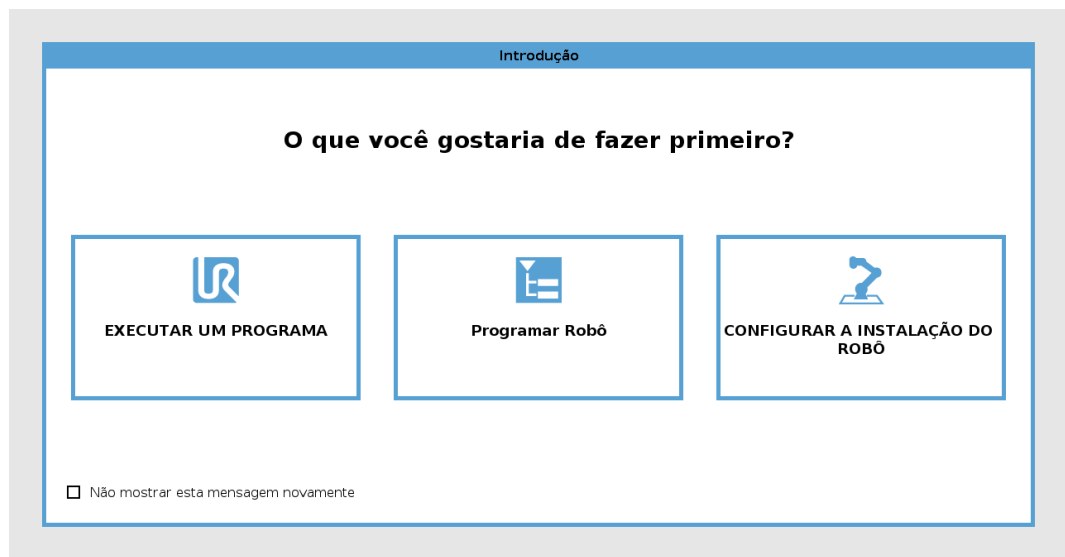 Introdução
O que você gostaria de fazer primeiro?
EXECUTAR UM PROGRAMA
Programar Robô
CONFIGURAR A INSTALAÇÃO DO
ROBÔ
Não mostrar esta mensagem novamente